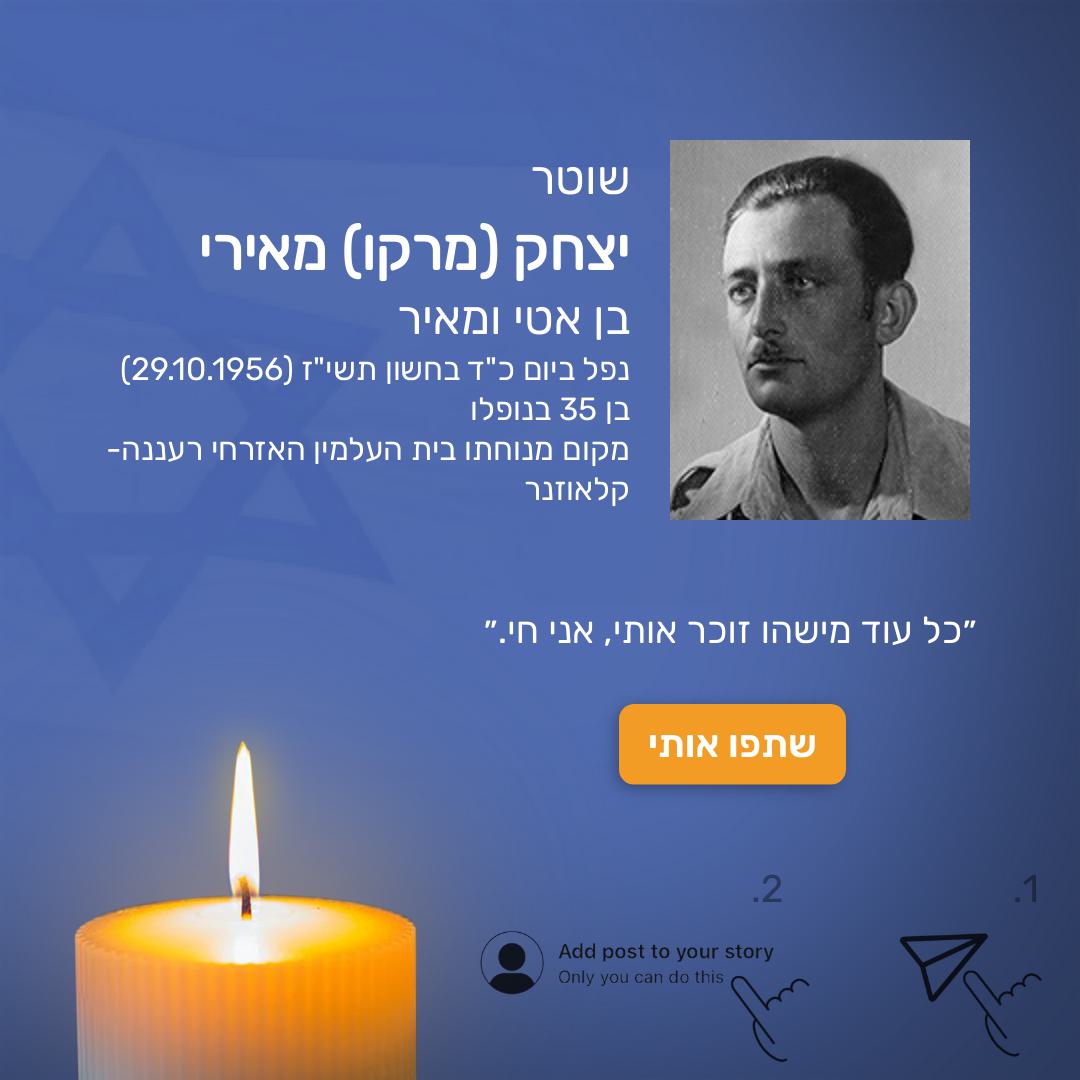 שוטר
יצחק (מרקו) מאירי
בן אטי ומאיר
נפל ביום כ"ד בחשון תשי"ז (29.10.1956)
בן 35 בנופלו
מקום מנוחתו בית העלמין האזרחי רעננה-
קלאוזנר
״כל עוד מישהו זוכר אותי, אני חי.״
שתפו אותי
.1
.2
Add post to your story
Only you can do this